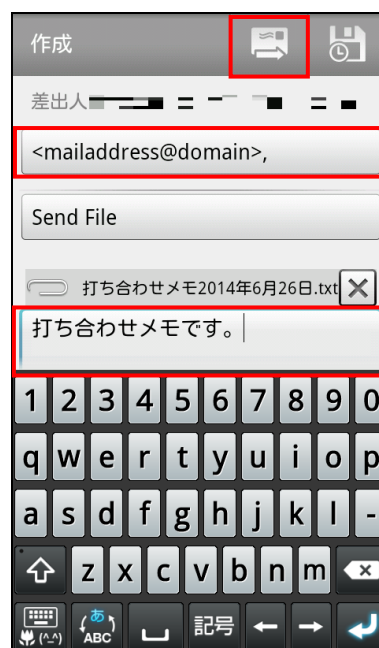 作成
差出人
<mailaddress@domain>,
Send File
打ち合わせメモ2014年6月26日.txt
打ち合わせメモです。
1 2 3 4 5 6 7 8 9 0
q w e r t y u i o p
a s d f g h j k l -
z x c v b n m
(^_^) あ ABC 記号